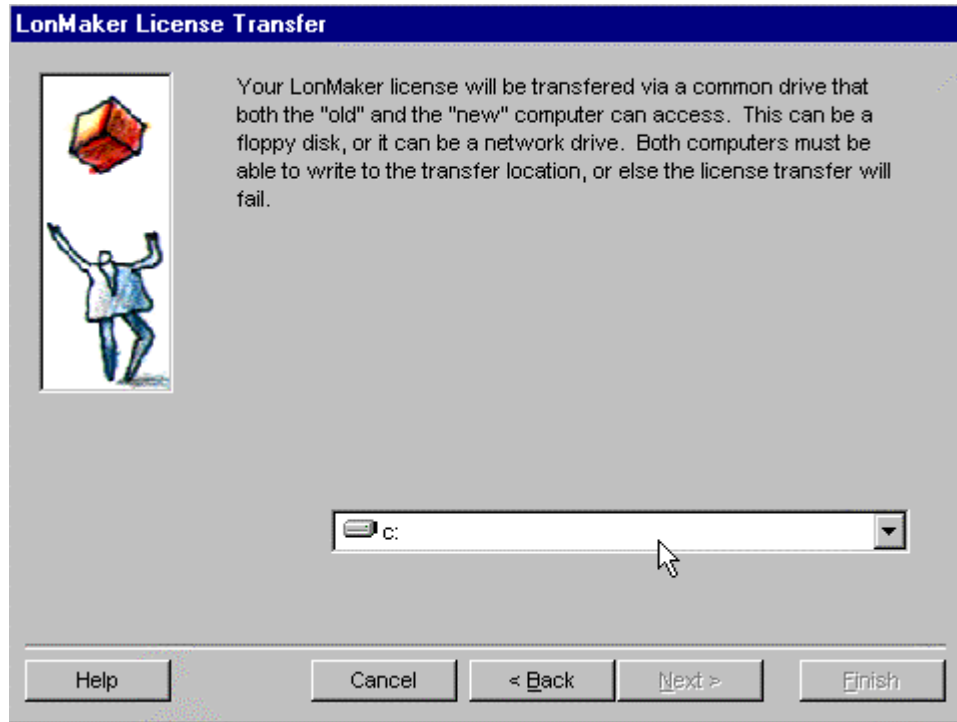 LonMaker License Transfer
Your LonMaker license will be transfered via a common drive that
both the "old" and the "new" computer can access. This can be a
floppy disk, or it can be a network drive. Both computers must be
able to write to the transfer location, or else the license transfer will
fail.
c:
Help Cancel < Back Next > Finish